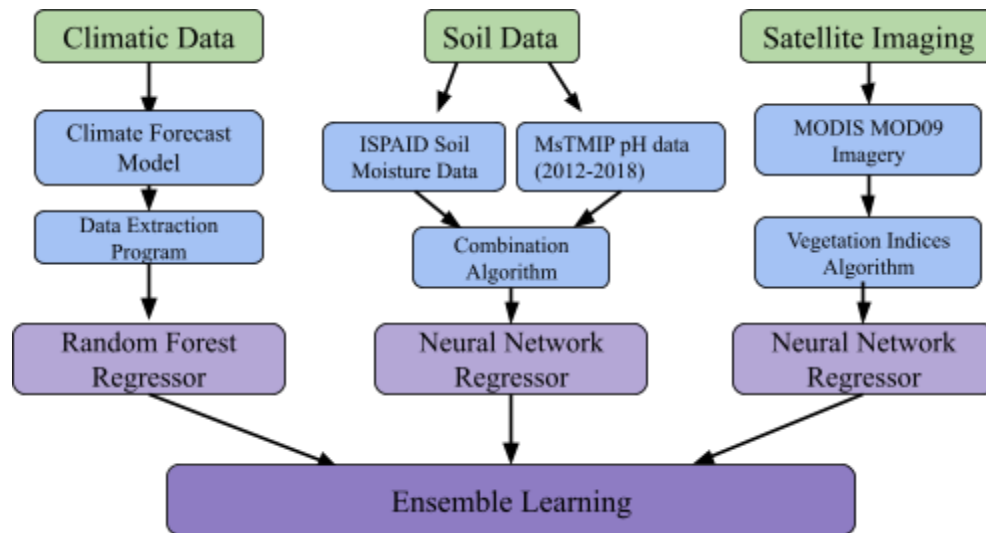 Climatic Data
Soil Data
Satellite Imaging
Climate Forecast
Model
ISPAID Soil
Moisture Data
MsTMIP pH data
(2012-2018)
MODIS MOD09
Imagery
Data Extraction
Program
Combination
Algorithm
Vegetation Indices
Algorithm
Random Forest
Regressor
Neural Network
Regressor
Neural Network
Regressor
Ensemble Learning